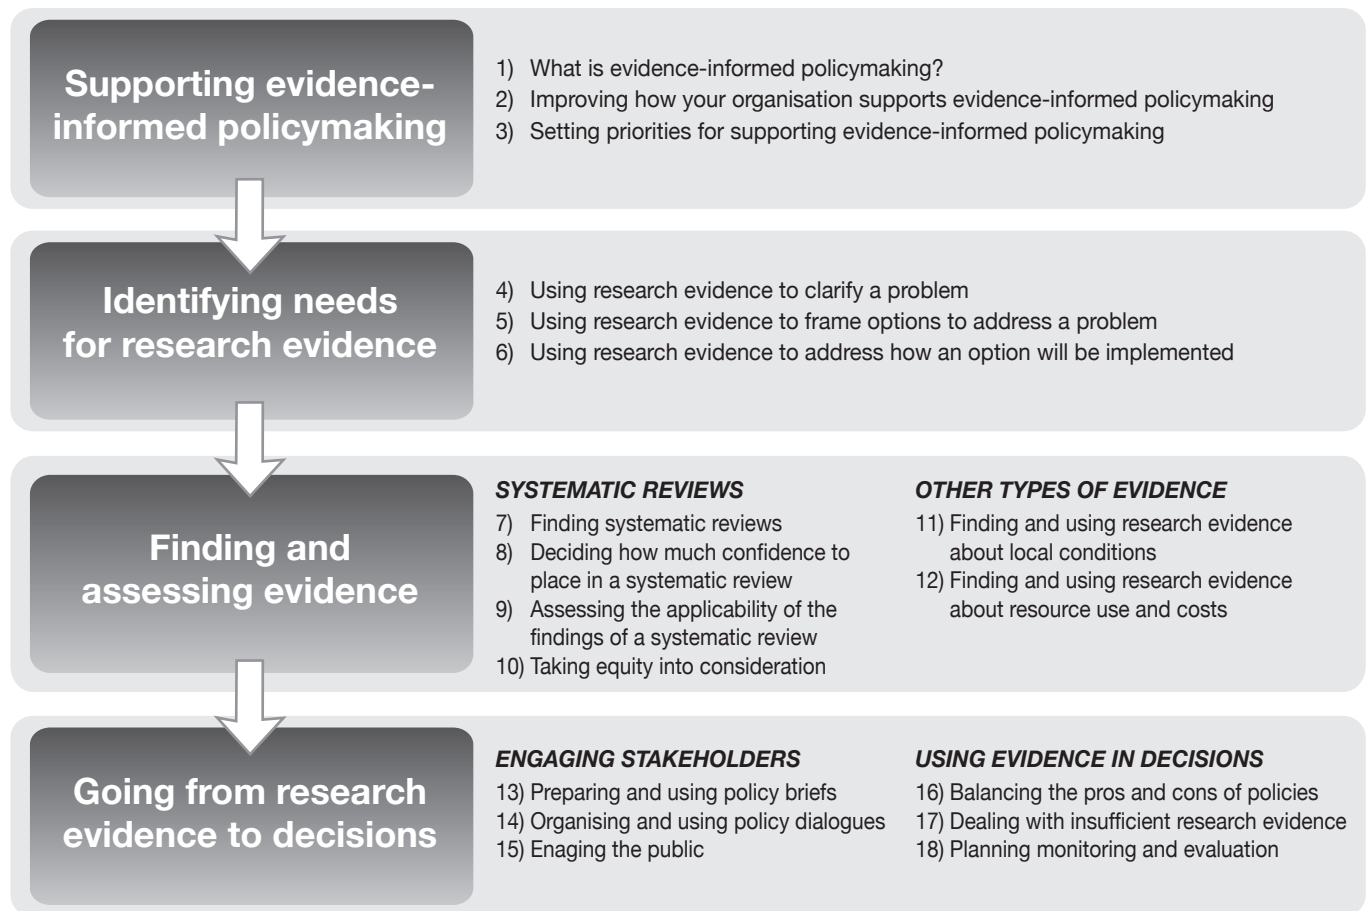 Supporting evidence-
informed policymaking
1) What is evidence-informed policymaking?
2) Improving how your organisation supports evidence-informed policymaking
3) Setting priorities for supporting evidence-informed policymaking
Identifying needs
for research evidence
4) Using research evidence to clarify a problem
5) Using research evidence to frame options to address a problem
6) Using research evidence to address how an option will be implemented
Finding and
assessing evidence
SYSTEMATIC REVIEWS
7) Finding systematic reviews
8) Deciding how much confidence to
place in a systematic review
9) Assessing the applicability of the
findings of a systematic review
10) Taking equity into consideration
OTHER TYPES OF EVIDENCE
11) Finding and using research evidence
about local conditions
12) Finding and using research evidence
about resource use and costs
Going from research
evidence to decisions
ENGAGING STAKEHOLDERS
13) Preparing and using policy briefs
14) Organising and using policy dialogues
15) Enaging the public
USING EVIDENCE IN DECISIONS
16) Balancing the pros and cons of policies
17) Dealing with insufficient research evidence
18) Planning monitoring and evaluation